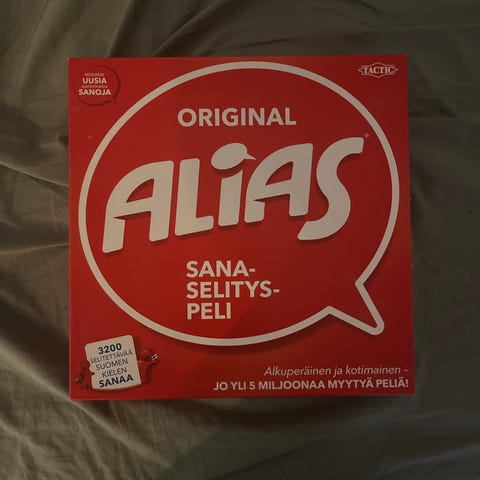 MUKANA
UUSIA
ajankohtaisia
SANOJA
TACTIC
ORIGINAL
ALiAS®
SANA-
SELITYS-
PELI
3200
SELITETTÄVÄÄ
SUOMEN
KIELEN
SANAA
Alkuperäinen ja kotimainen –
JO YLI 5 MILJOONAA MYYTYÄ PELIÄ!